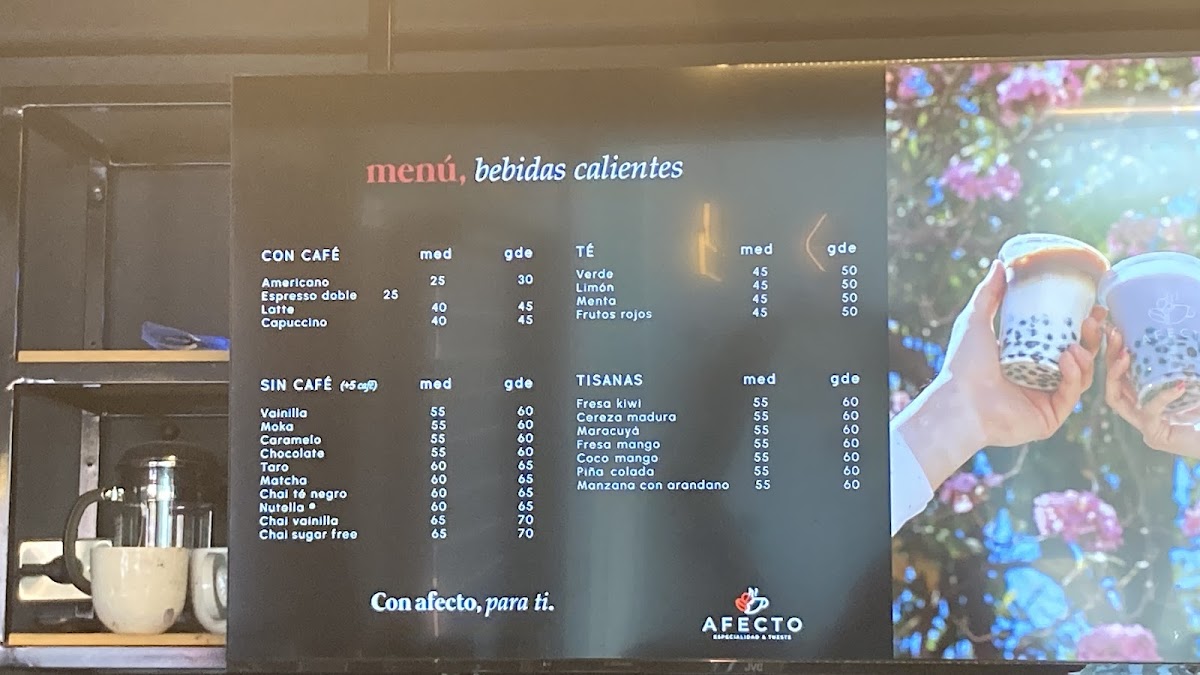 menú, bebidas calientes
CON CAFÉ med gde
Americano 25 30
Espresso doble 25
Latte 40 45
Capuccino 40 45
SIN CAFÉ (+5 café) med gde
Vainilla 55 60
Moka 55 60
Caramelo 55 60
Chocolate 55 60
Taro 60 65
Matcha 60 65
Chai té negro 60 65
Nutella ® 60 65
Chai vainilla 65 70
Chai sugar free 65 70
TÉ med gde
Verde 45 50
Limón 45 50
Menta 45 50
Frutos rojos 45 50
TISANAS med gde
Fresa kiwi 55 60
Cereza madura 55 60
Maracuyá 55 60
Fresa mango 55 60
Coco mango 55 60
Piña colada 55 60
Manzana con arandano 55 60
Con afecto, para ti.
AFECTO
ESPECIALIDAD & TWISTS
JVC